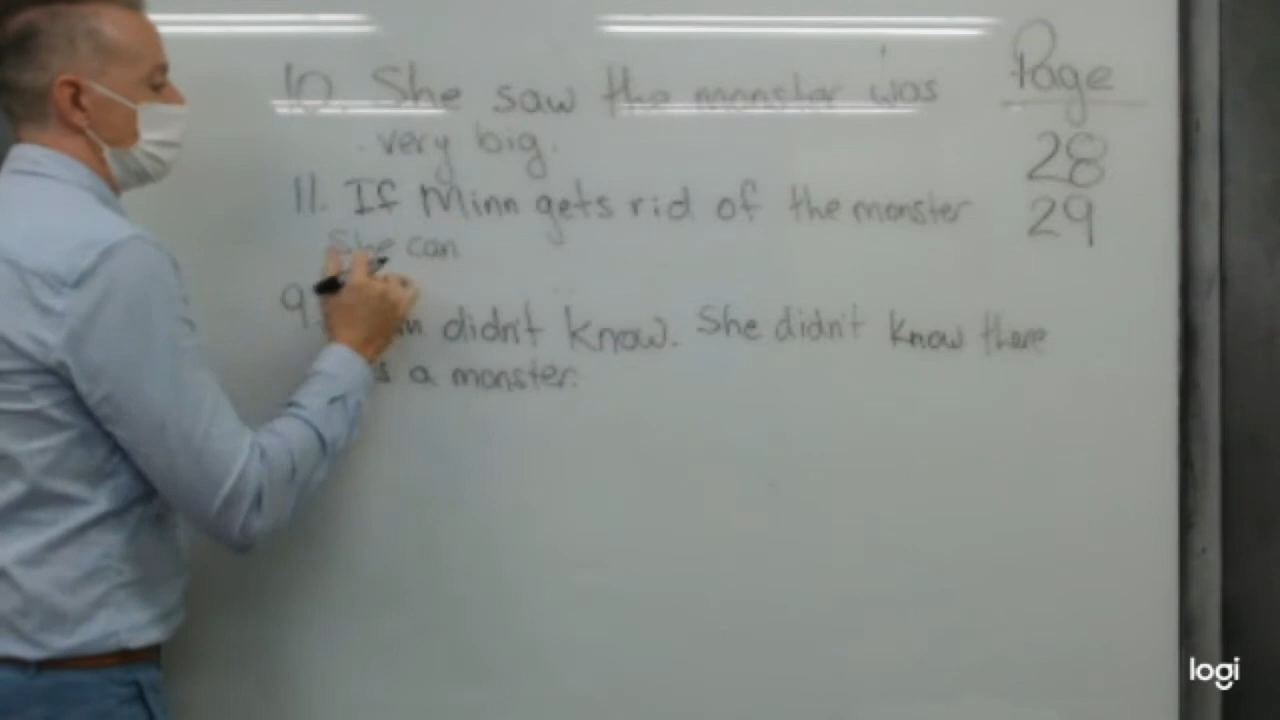 10. She saw the monster was
very big.
11. If Minn gets rid of the monster
She can
9. didn't know. She didn't know there
a monster.
Page
28
29
logi